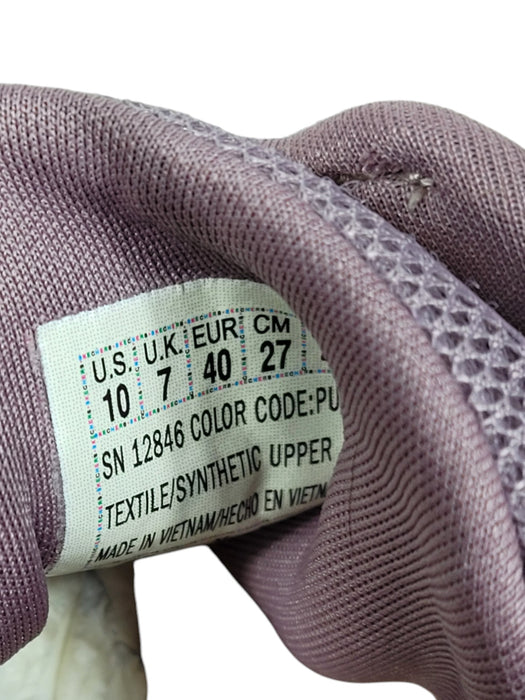 U.S. U.K. EUR CM
10 7 40 27
SN 12846 COLOR CODE:PU
TEXTILE/SYNTHETIC UPPER
MADE IN VIETNAM/HECHO EN VIETN